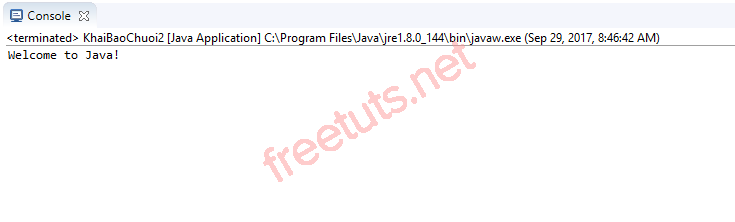 Console
<terminated> KhaiBaoChuoi2 [Java Application] C:\Program Files\Java\jre1.8.0_144\bin\javaw.exe (Sep 29, 2017, 8:46:42 AM)
Welcome to Java!
freetuts.net